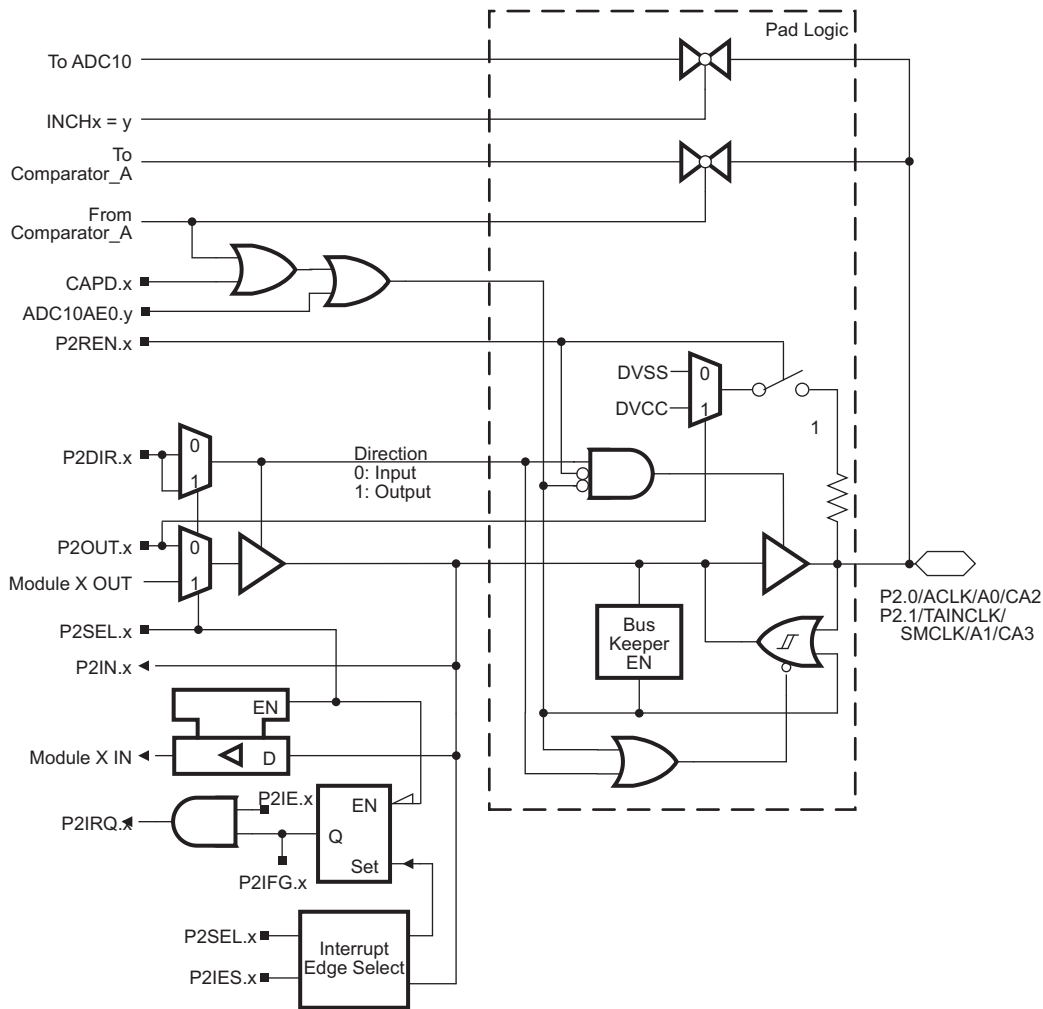 Pad Logic
To ADC10
INCHx = y
To
Comparator_A
From
Comparator_A
CAPD.x
ADC10AE0.y
P2REN.x
DVSS
0
DVCC
1
1
P2DIR.x
0
1
Direction
0: Input
1: Output
P2OUT.x
0
Module X OUT
1
P2SEL.x
P2IN.x
Bus
Keeper
EN
P2.0/ACLK/A0/CA2
P2.1/TAINCLK/
SMCLK/A1/CA3
EN
Module X IN
D
P2IE.x
P2IRQ.x
EN
Q
Set
P2IFG.x
P2SEL.x
P2IES.x
Interrupt
Edge Select